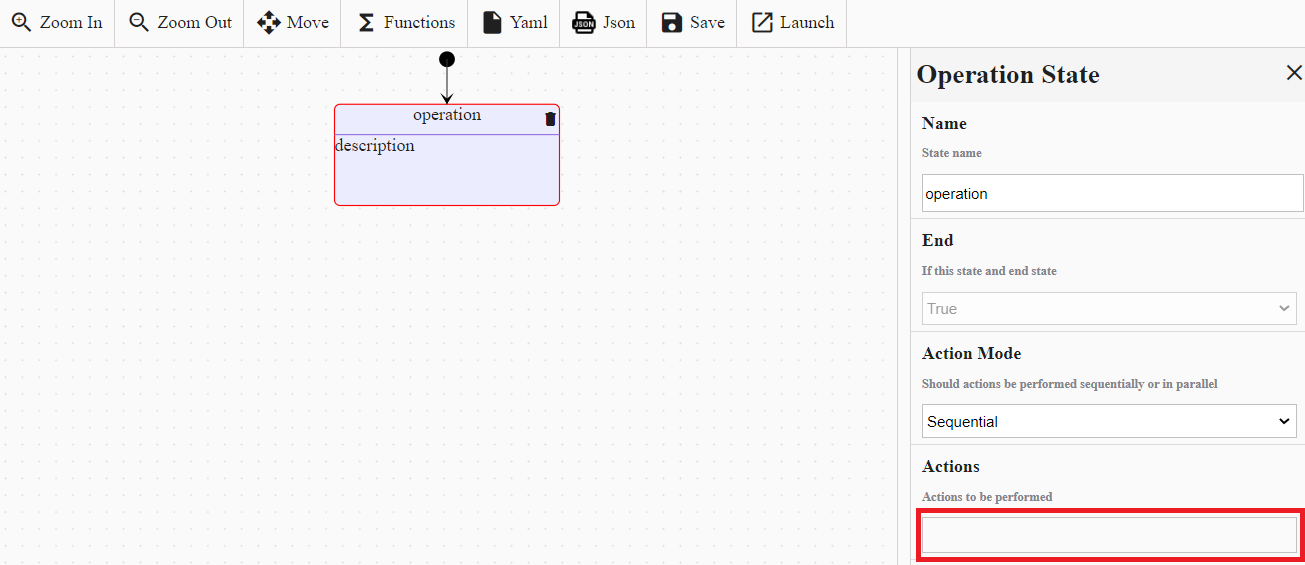 Zoom In Zoom Out Move Functions Yaml JSON Json Save Launch
operation
description
Operation State
Name
State name
operation
End
If this state and end state
True
Action Mode
Should actions be performed sequentially or in parallel
Sequential
Actions
Actions to be performed